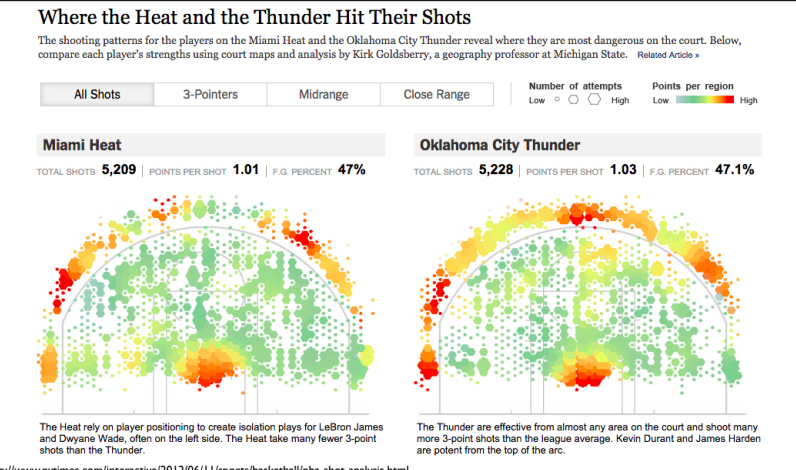 Where the Heat and the Thunder Hit Their Shots
The shooting patterns for the players on the Miami Heat and the Oklahoma City Thunder reveal where they are most dangerous on the court. Below,
compare each player's strengths using court maps and analysis by Kirk Goldsberry, a geography professor at Michigan State. Related Article »
All Shots 3-Pointers Midrange Close Range
Number of attempts
Low High
Points per region
Low High
Miami Heat
TOTAL SHOTS 5,209 POINTS PER SHOT 1.01 F.G. PERCENT 47%
The Heat rely on player positioning to create isolation plays for LeBron James
and Dwyane Wade, often on the left side. The Heat take many fewer 3-point
shots than the Thunder.
Oklahoma City Thunder
TOTAL SHOTS 5,228 POINTS PER SHOT 1.03 F.G. PERCENT 47.1%
The Thunder are effective from almost any area on the court and shoot many
more 3-point shots than the league average. Kevin Durant and James Harden
are potent from the top of the arc.